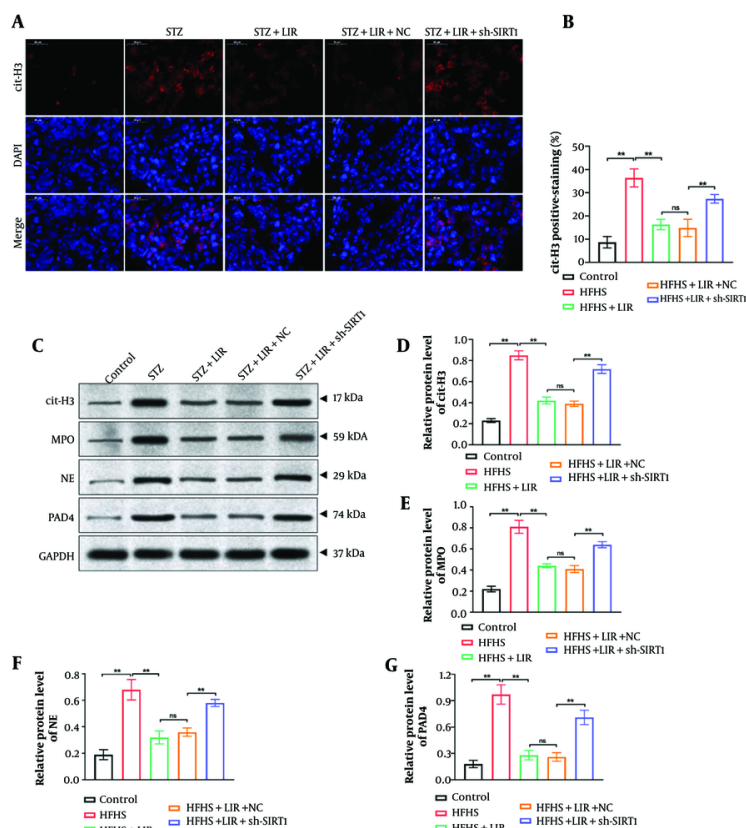 A
STZ
STZ + LIR
STZ + LIR + NC
STZ + LIR + sh-SIRT1
cit-H3
DAPI
Merge
B
cit-H3 positive-staining (%)
50
40
30
20
10
0
**
**
ns
**
Control
HFHS
HFHS + LIR
HFHS + LIR +NC
HFHS +LIR + sh-SIRT1
C
Control
STZ
STZ + LIR
STZ + LIR + NC
STZ + LIR + sh-SIRT1
cit-H3
17 kDa
MPO
59 kDA
NE
29 kDa
PAD4
74 kDa
GAPDH
37 kDa
D
Relative protein level
of cit-H3
1.0
0.8
0.6
0.4
0.2
0.0
**
**
ns
**
Control
HFHS
HFHS + LIR
HFHS + LIR +NC
HFHS +LIR + sh-SIRT1
E
Relative protein level
of MPO
1.0
0.8
0.6
0.4
0.2
0.0
**
**
ns
**
Control
HFHS
HFHS + LIR
HFHS + LIR +NC
HFHS +LIR + sh-SIRT1
F
Relative protein level
of NE
0.8
0.6
0.4
0.2
0.0
**
**
ns
**
Control
HFHS
HFHS + LIR
HFHS + LIR +NC
HFHS +LIR + sh-SIRT1
G
Relative protein level
of PAD4
1.2
0.9
0.6
0.3
0.0
**
**
ns
**
Control
HFHS
HFHS + LIR
HFHS + LIR +NC
HFHS +LIR + sh-SIRT1